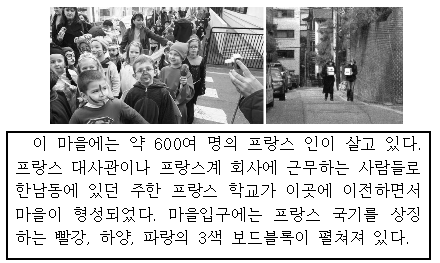 이 마을에는 약 600여 명의 프랑스 인이 살고 있다.
프랑스 대사관이나 프랑스계 회사에 근무하는 사람들로
한남동에 있던 주한 프랑스 학교가 이곳에 이전하면서
마을이 형성되었다. 마을입구에는 프랑스 국기를 상징
하는 빨강, 하양, 파랑의 3색 보드블록이 펼쳐져 있다.